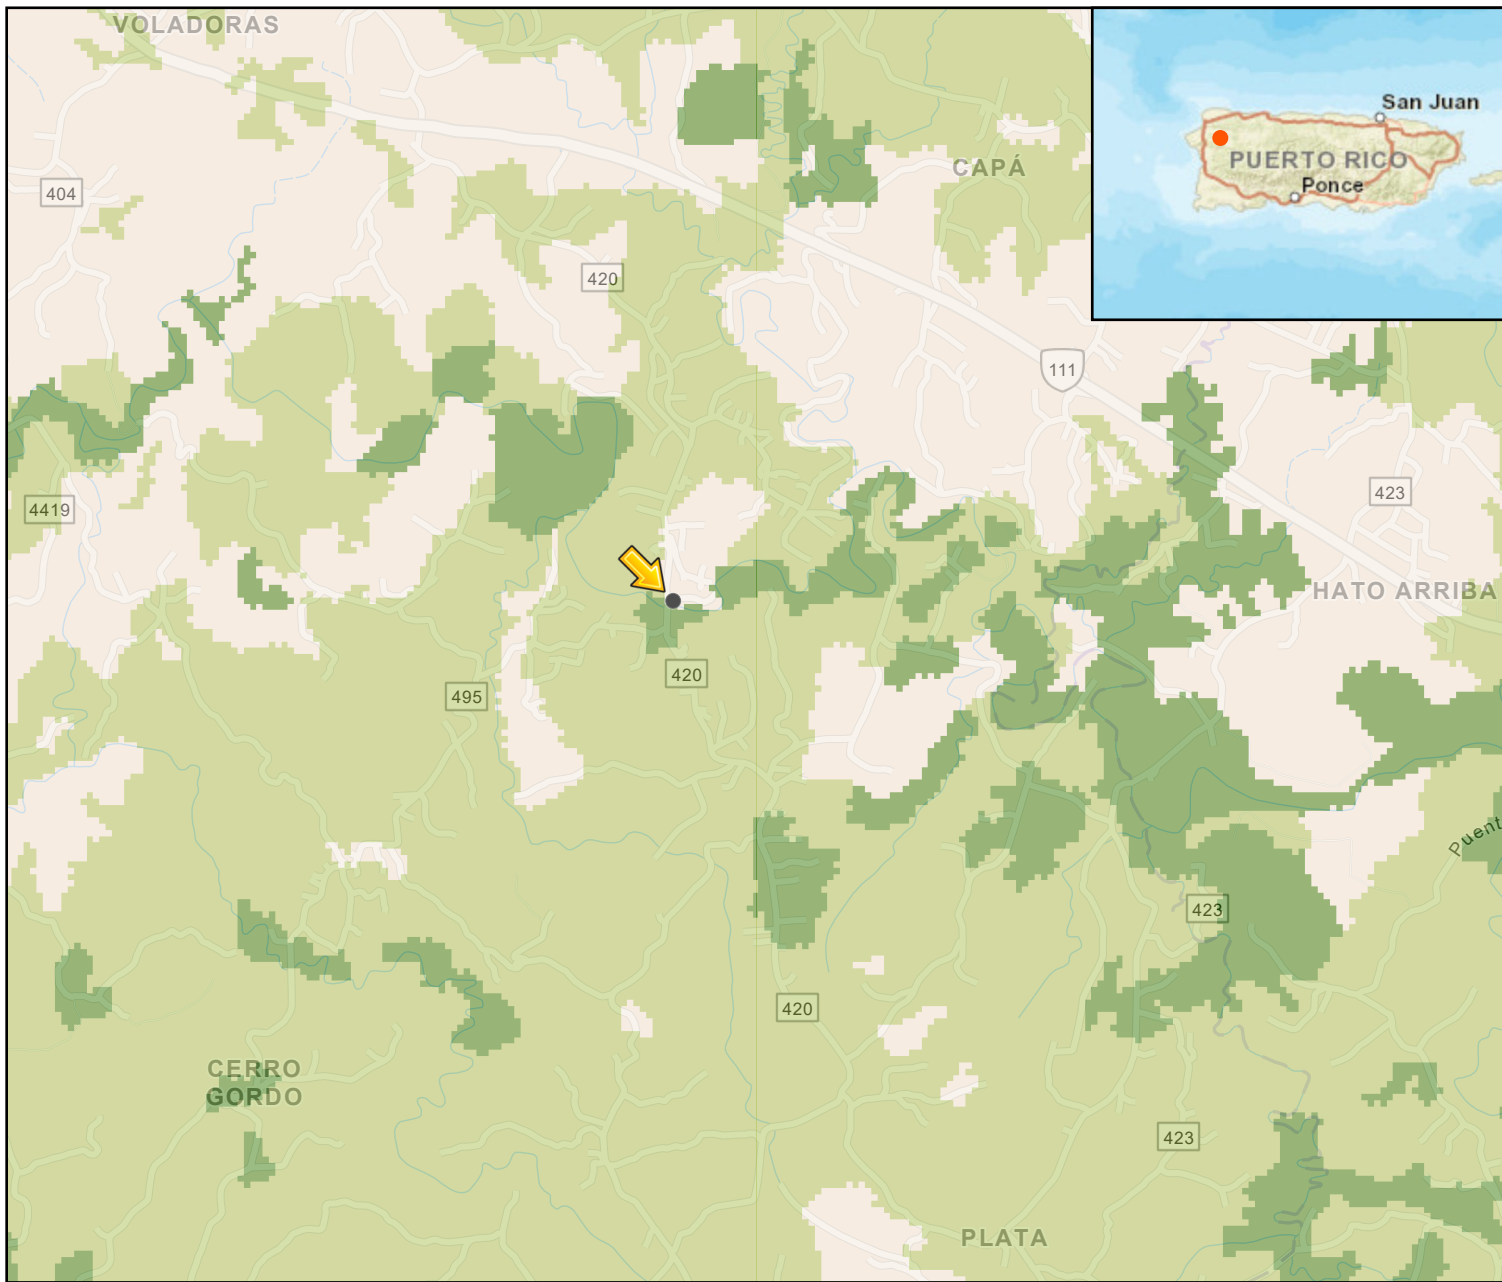 VOLADORAS
San Juan
PUERTO RICO
Ponce
CAPÁ
404
420
111
423
4419
HATO ARRIBA
420
495
Puent
423
420
CERRO
GORDO
423
PLATA